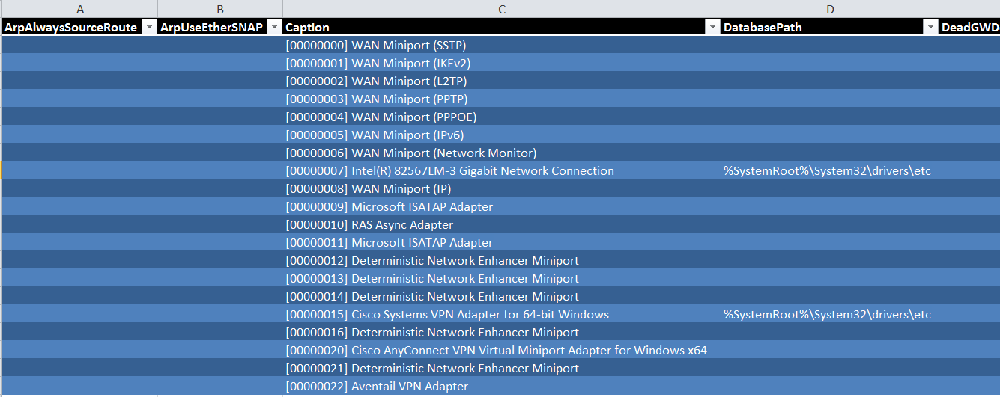 A B C D
ArpAlwaysSourceRoute ArpUseEtherSNAP Caption DatabasePath DeadGWD
[00000000] WAN Miniport (SSTP)
[00000001] WAN Miniport (IKEv2)
[00000002] WAN Miniport (L2TP)
[00000003] WAN Miniport (PPTP)
[00000004] WAN Miniport (PPPOE)
[00000005] WAN Miniport (IPv6)
[00000006] WAN Miniport (Network Monitor)
[00000007] Intel(R) 82567LM-3 Gigabit Network Connection %SystemRoot%\System32\drivers\etc
[00000008] WAN Miniport (IP)
[00000009] Microsoft ISATAP Adapter
[00000010] RAS Async Adapter
[00000011] Microsoft ISATAP Adapter
[00000012] Deterministic Network Enhancer Miniport
[00000013] Deterministic Network Enhancer Miniport
[00000014] Deterministic Network Enhancer Miniport
[00000015] Cisco Systems VPN Adapter for 64-bit Windows %SystemRoot%\System32\drivers\etc
[00000016] Deterministic Network Enhancer Miniport
[00000020] Cisco AnyConnect VPN Virtual Miniport Adapter for Windows x64
[00000021] Deterministic Network Enhancer Miniport
[00000022] Aventail VPN Adapter